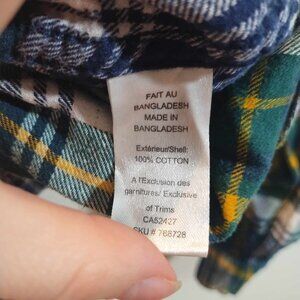 FAIT AU
BANGLADESH
MADE IN
BANGLADESH
Extérieur/Shell:
100% COTTON
A l'Exclusion des
garnitures/ Exclusive
of Trims
CA52427
SKU # 768728